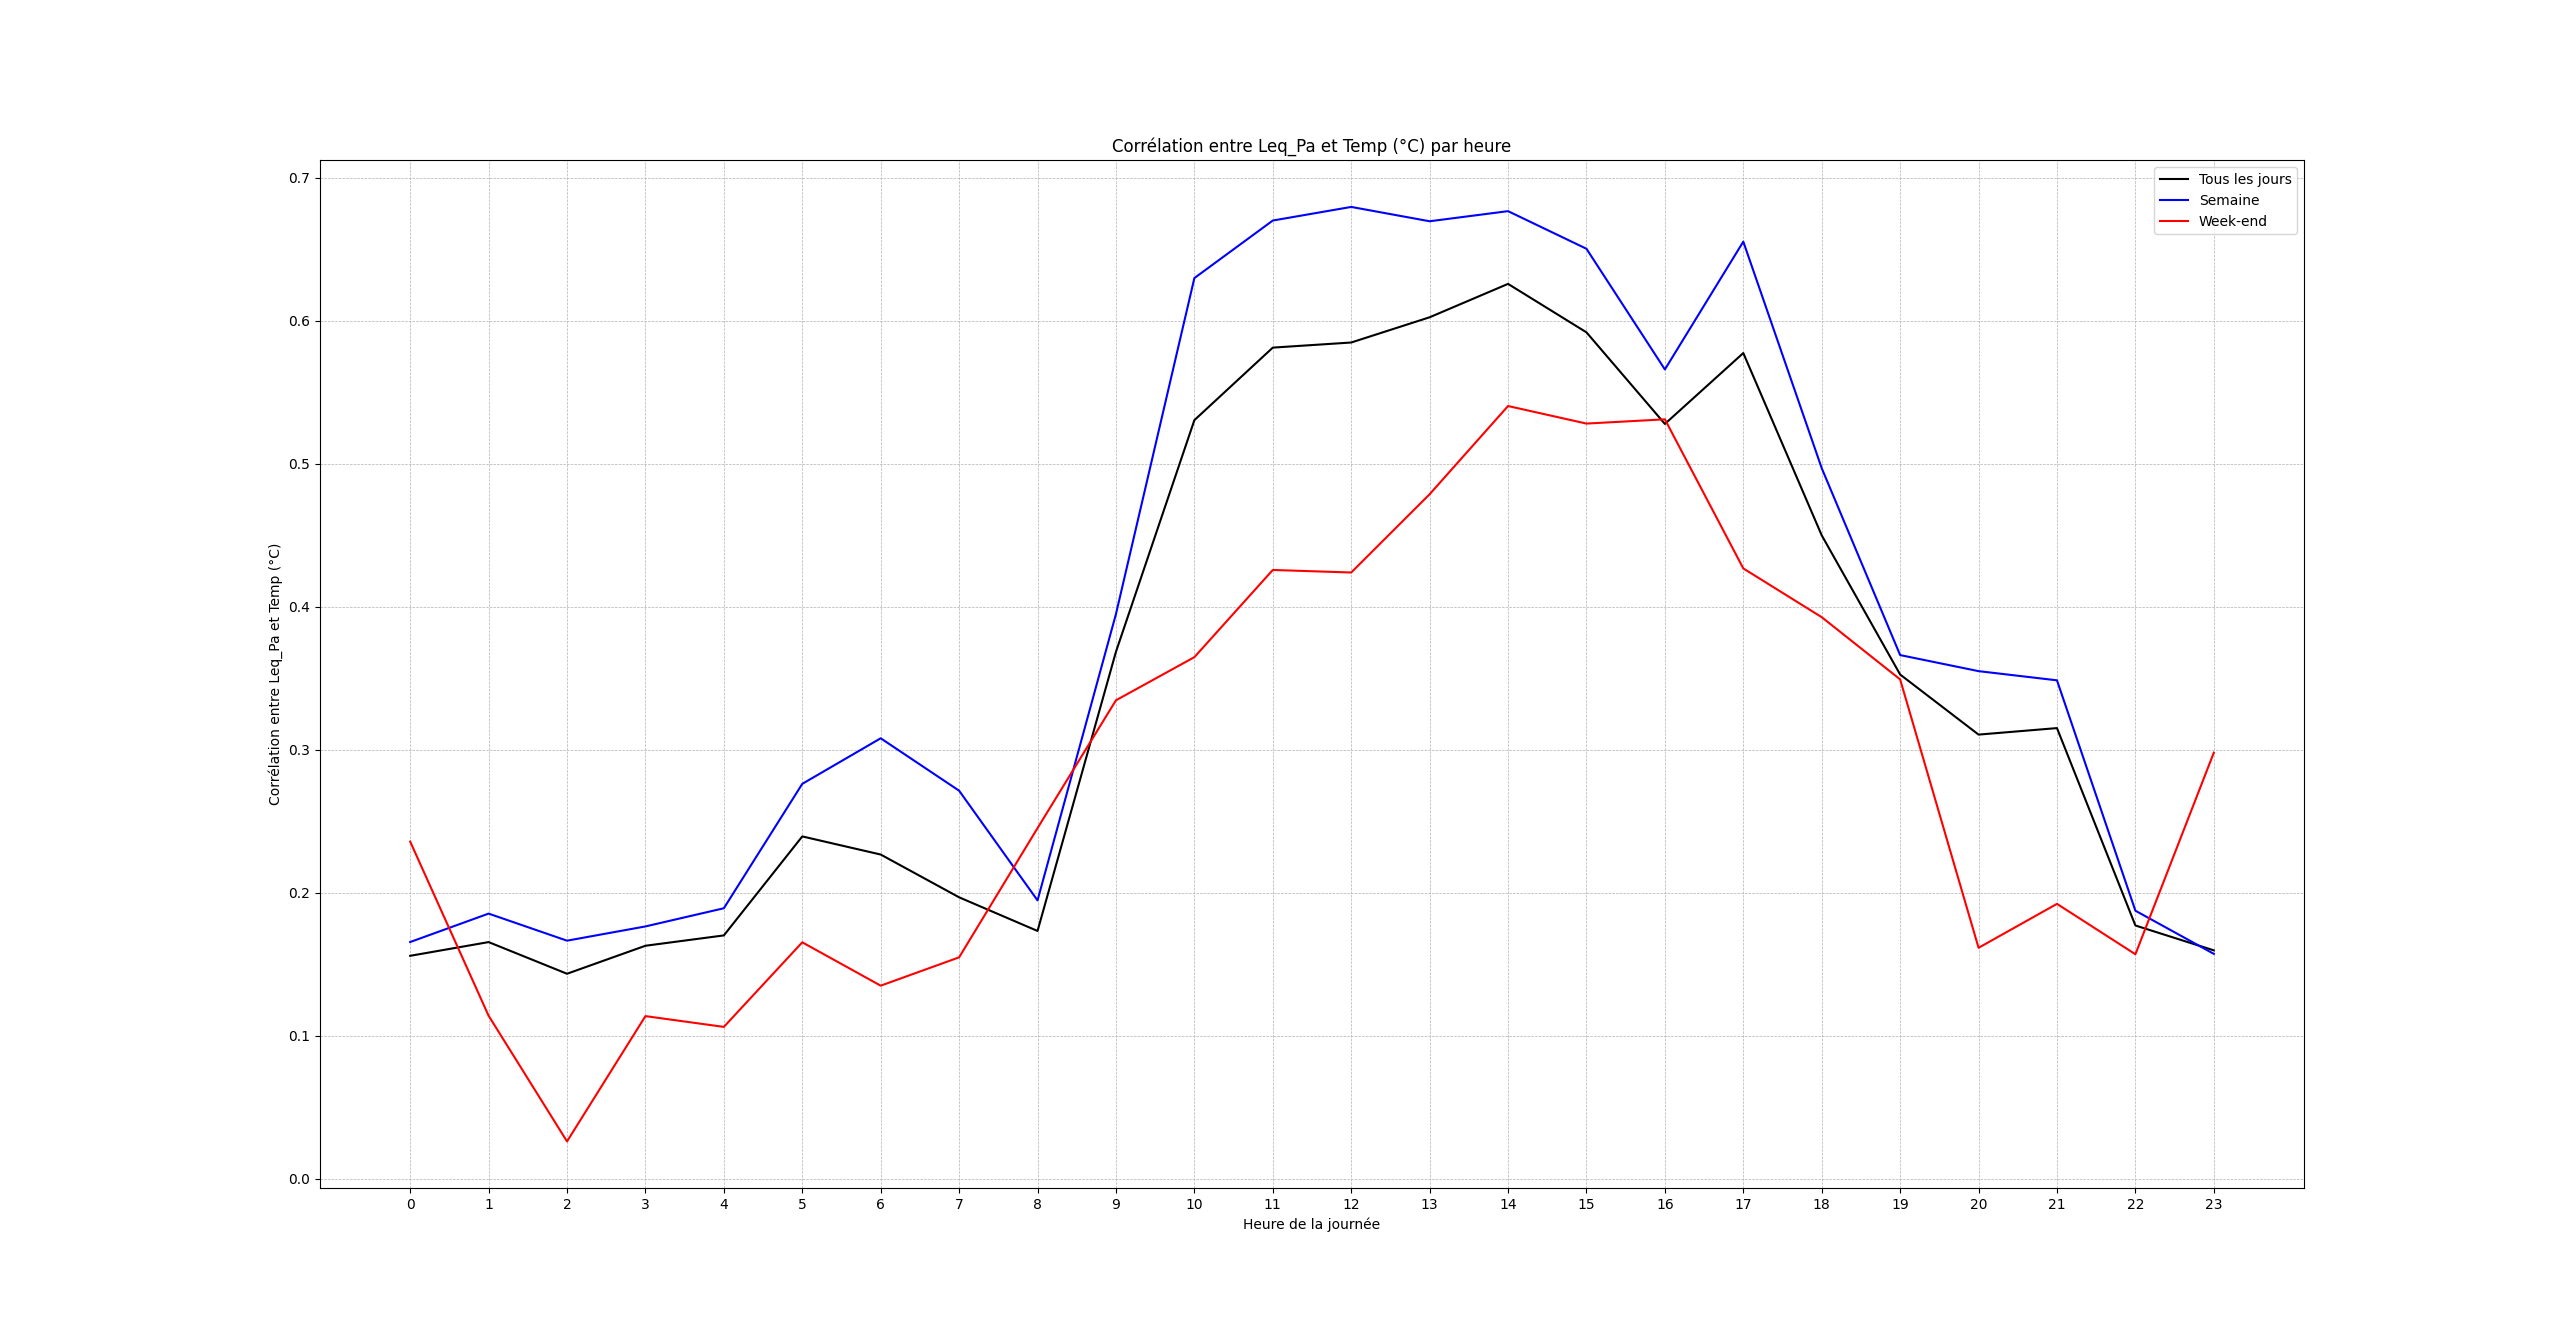 Corrélation entre Leq_Pa et Temp (°C) par heure
Tous les jours
Semaine
Week-end
Corrélation entre Leq_Pa et Temp (°C)
0.7
0.6
0.5
0.4
0.3
0.2
0.1
0.0
0 1 2 3 4 5 6 7 8 9 10 11 12 13 14 15 16 17 18 19 20 21 22 23
Heure de la journée